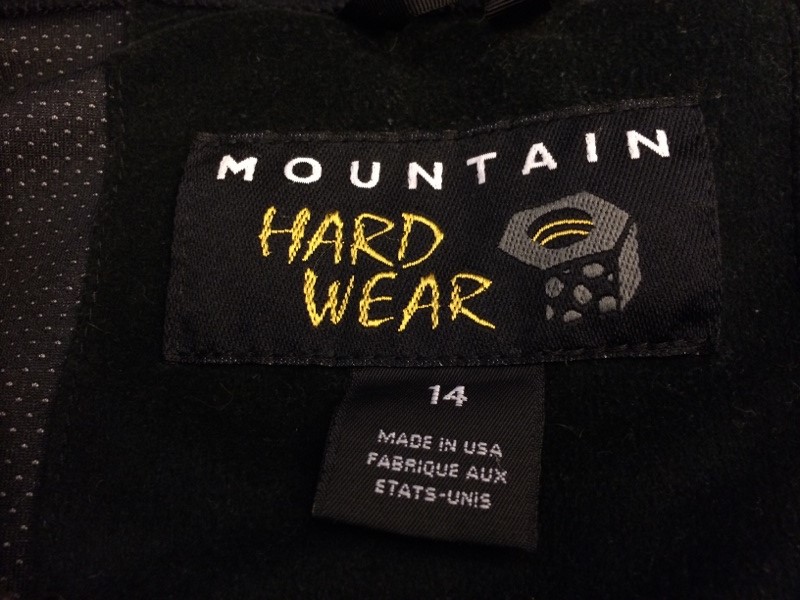 MOUNTAIN
HARD
WEAR
14
MADE IN USA
FABRIQUE AUX
ETATS-UNIS